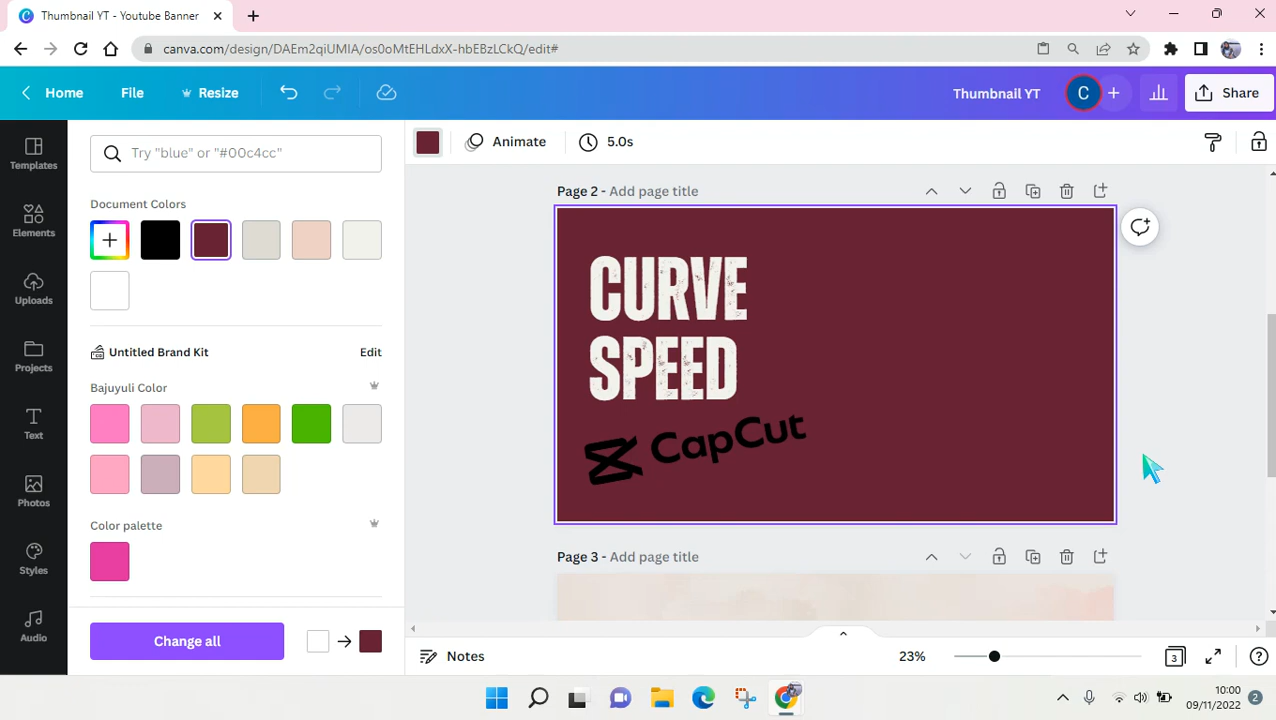 Thumbnail YT - Youtube Banner
canva.com/design/DAEm2qiUMIA/os0oMtEHLdxX-hbEBzLCkQ/edit#
Home File Resize Thumbnail YT C Share
Try "blue" or "#00c4cc"
Animate 5.0s
Templates
Elements
Uploads
Projects
Text
Photos
Styles
Audio
Document Colors
Untitled Brand Kit Edit
Bajuyuli Color
Color palette
Change all
Page 2 - Add page title
CURVE
SPEED
CapCut
Page 3 - Add page title
Notes 23% 3
10:00
09/11/2022
2